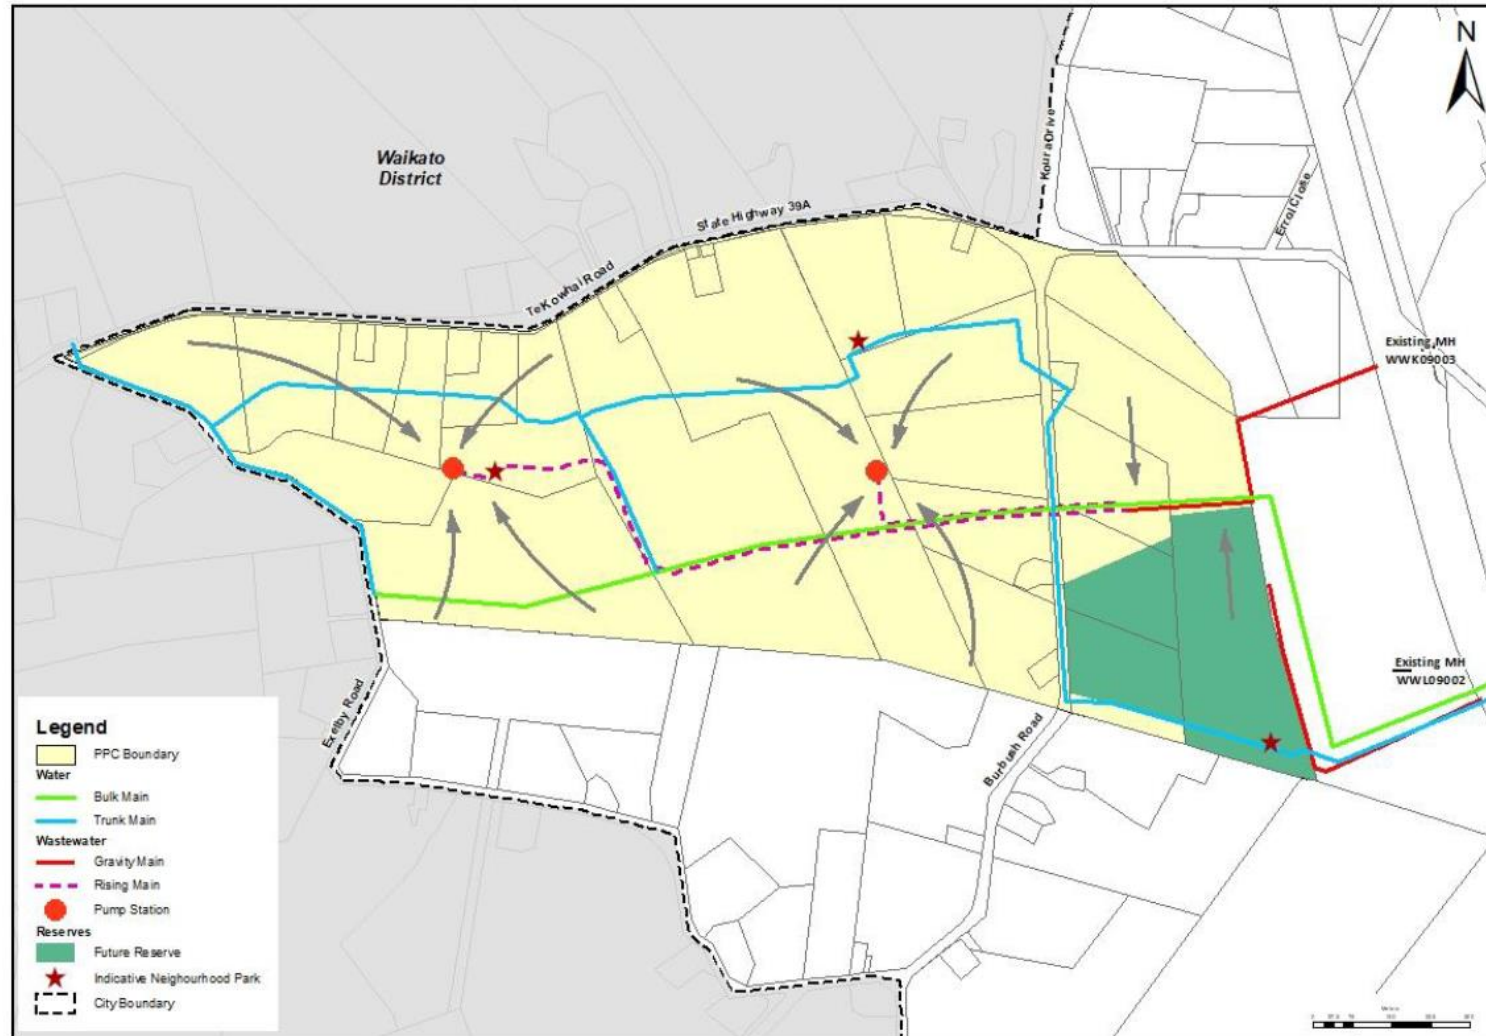 N
Waikato
District
Koura Drive
Errol Close
State Highway 39A
Te Kowhai Road
Existing MH
WWK09003
Existing MH
WWL09002
Exelby Road
Burbush Road
Legend
PPC Boundary
Water
Bulk Main
Trunk Main
Wastewater
Gravity Main
Rising Main
Pump Station
Reserves
Future Reserve
Indicative Neighourhood Park
City Boundary